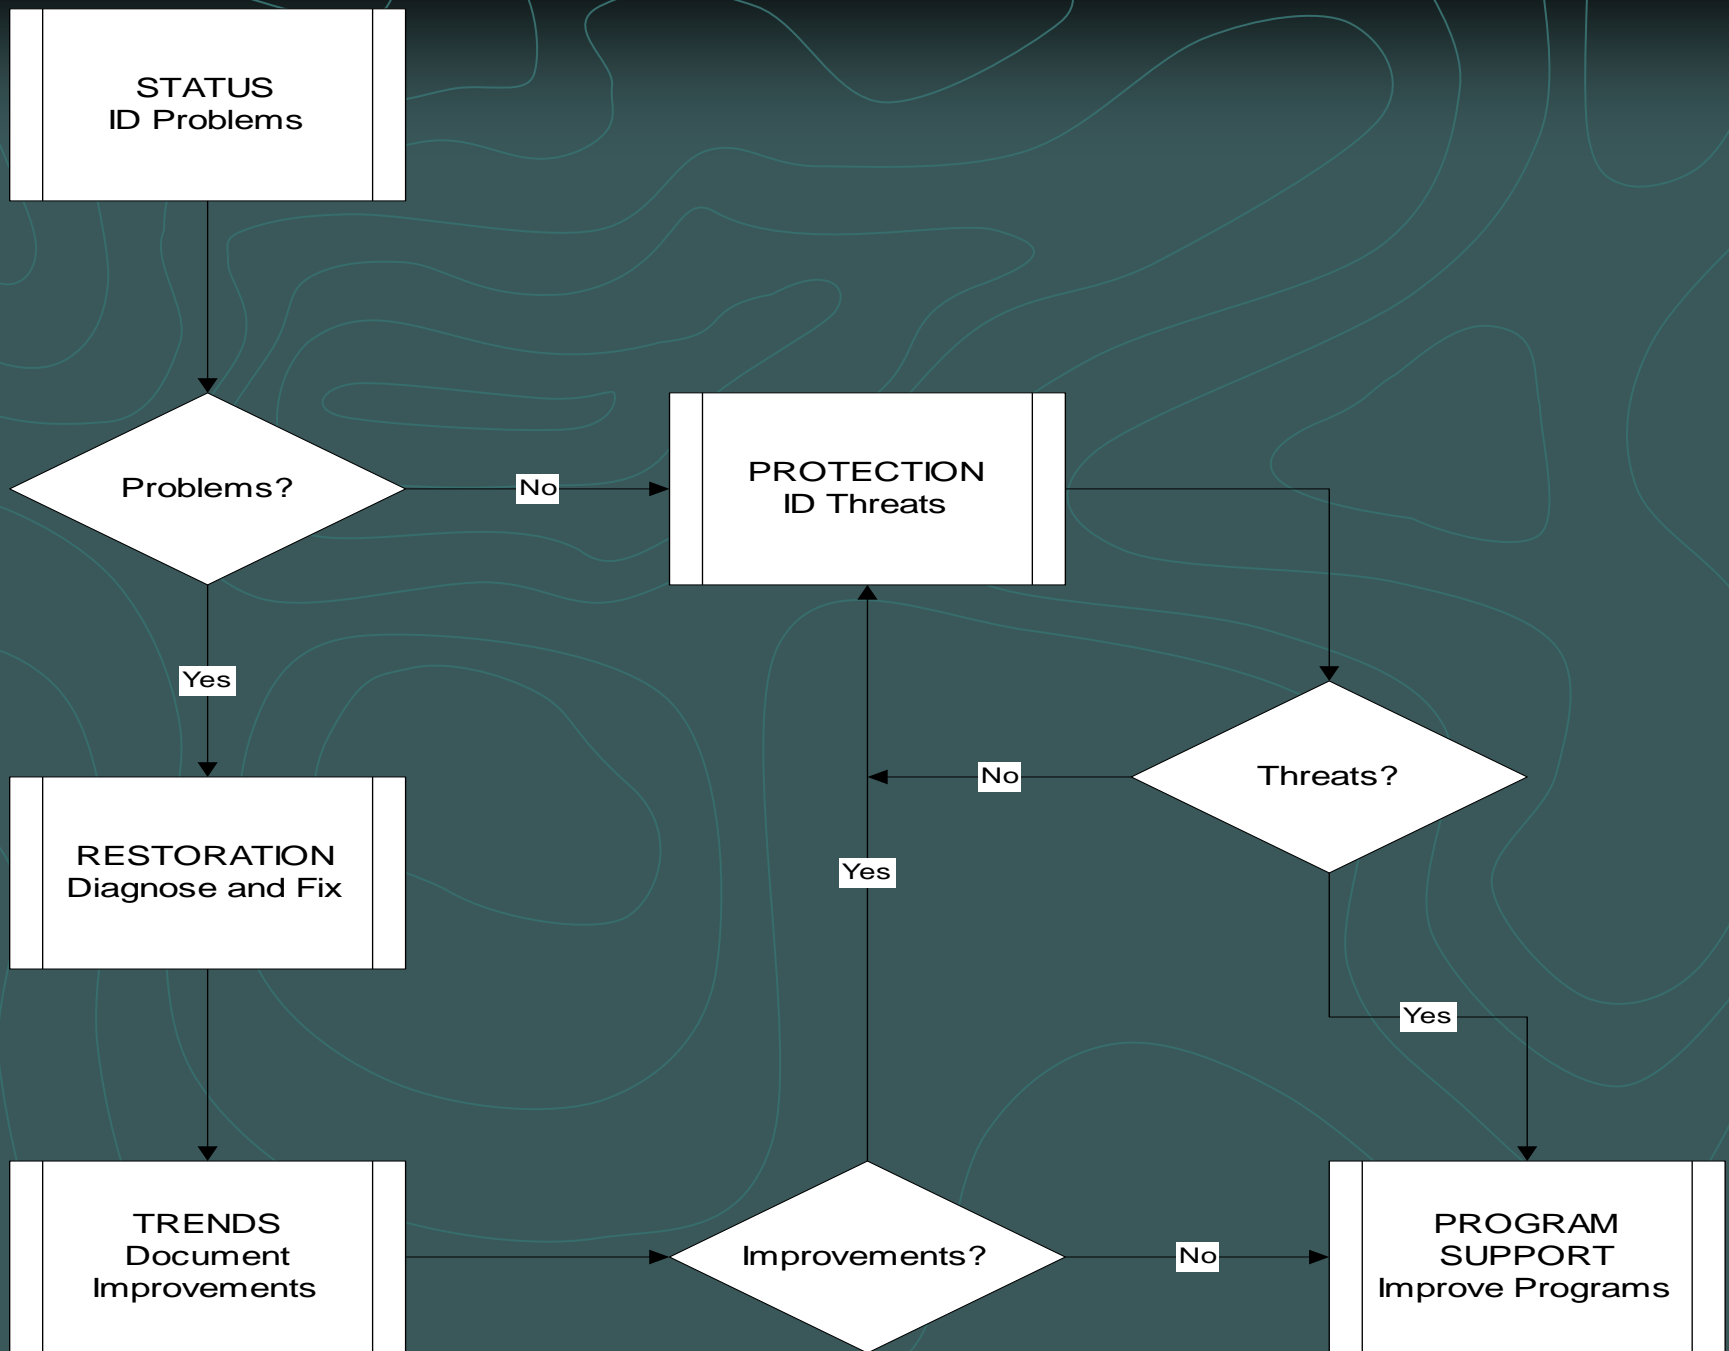 STATUS
ID Problems
Problems?
No
PROTECTION
ID Threats
Yes
Threats?
No
RESTORATION
Diagnose and Fix
Yes
Yes
TRENDS
Document
Improvements
Improvements?
No
PROGRAM
SUPPORT
Improve Programs